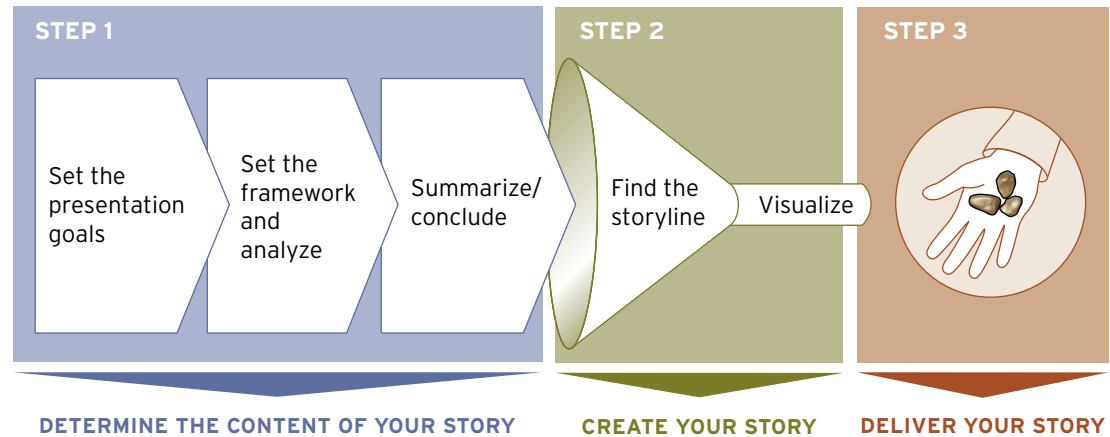 STEP 1
Set the
presentation
goals
Set the
framework
and
analyze
Summarize/
conclude
DETERMINE THE CONTENT OF YOUR STORY
STEP 2
Find the
storyline
Visualize
CREATE YOUR STORY
STEP 3
DELIVER YOUR STORY